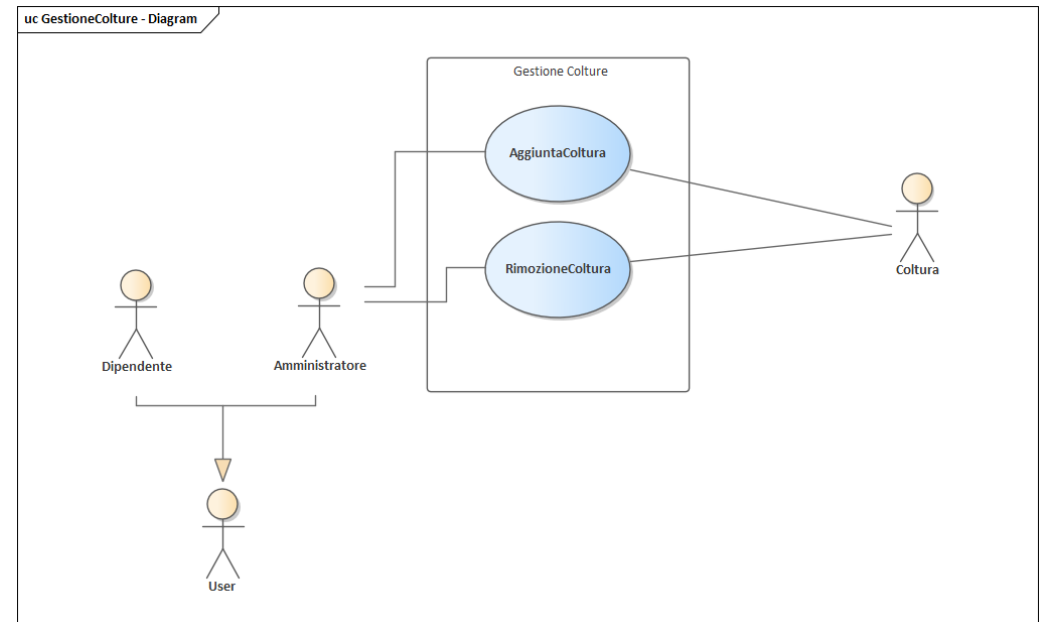 uc GestioneColture - Diagram
Gestione Colture
AggiuntaColtura
RimozioneColtura
Coltura
Dipendente
Amministratore
User